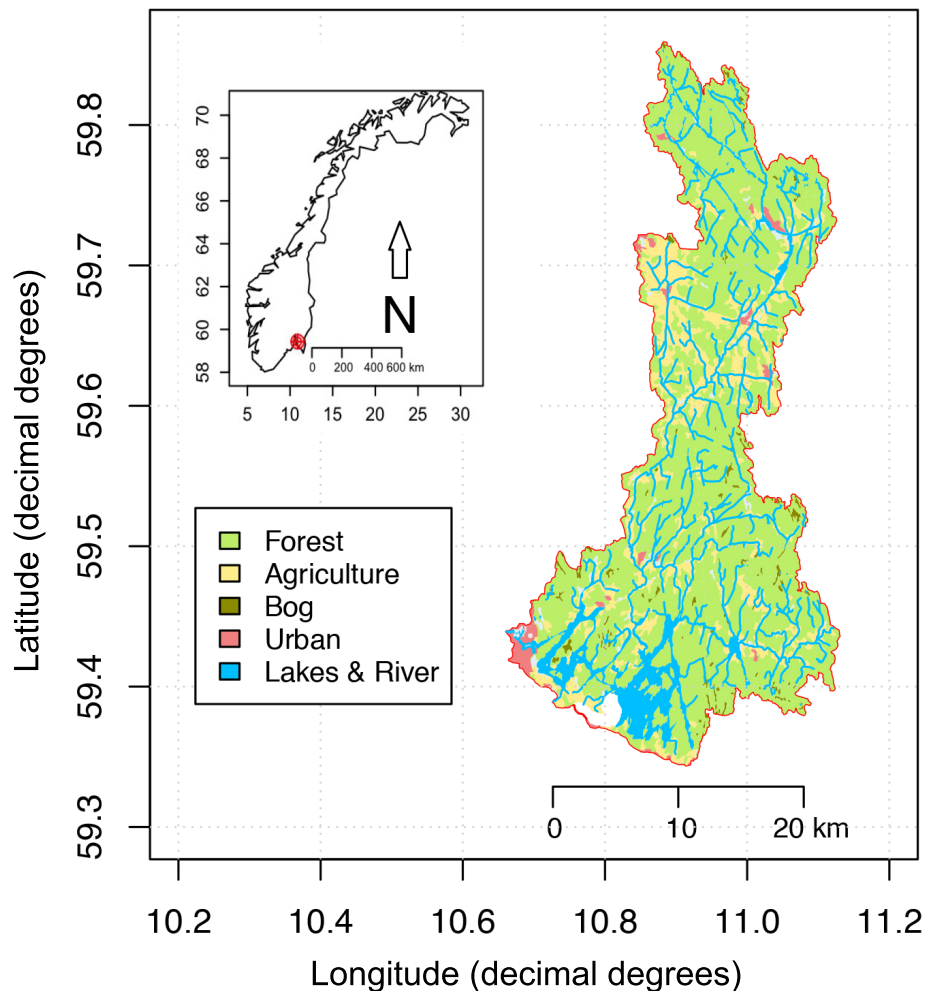 Latitude (decimal degrees)
59.8
59.7
59.6
59.5
59.4
59.3
70
68
66
64
62
60
58
N
0 200 400 600 km
5 10 15 20 25 30
Forest
Agriculture
Bog
Urban
Lakes & River
0 10 20 km
10.2 10.4 10.6 10.8 11.0 11.2
Longitude (decimal degrees)